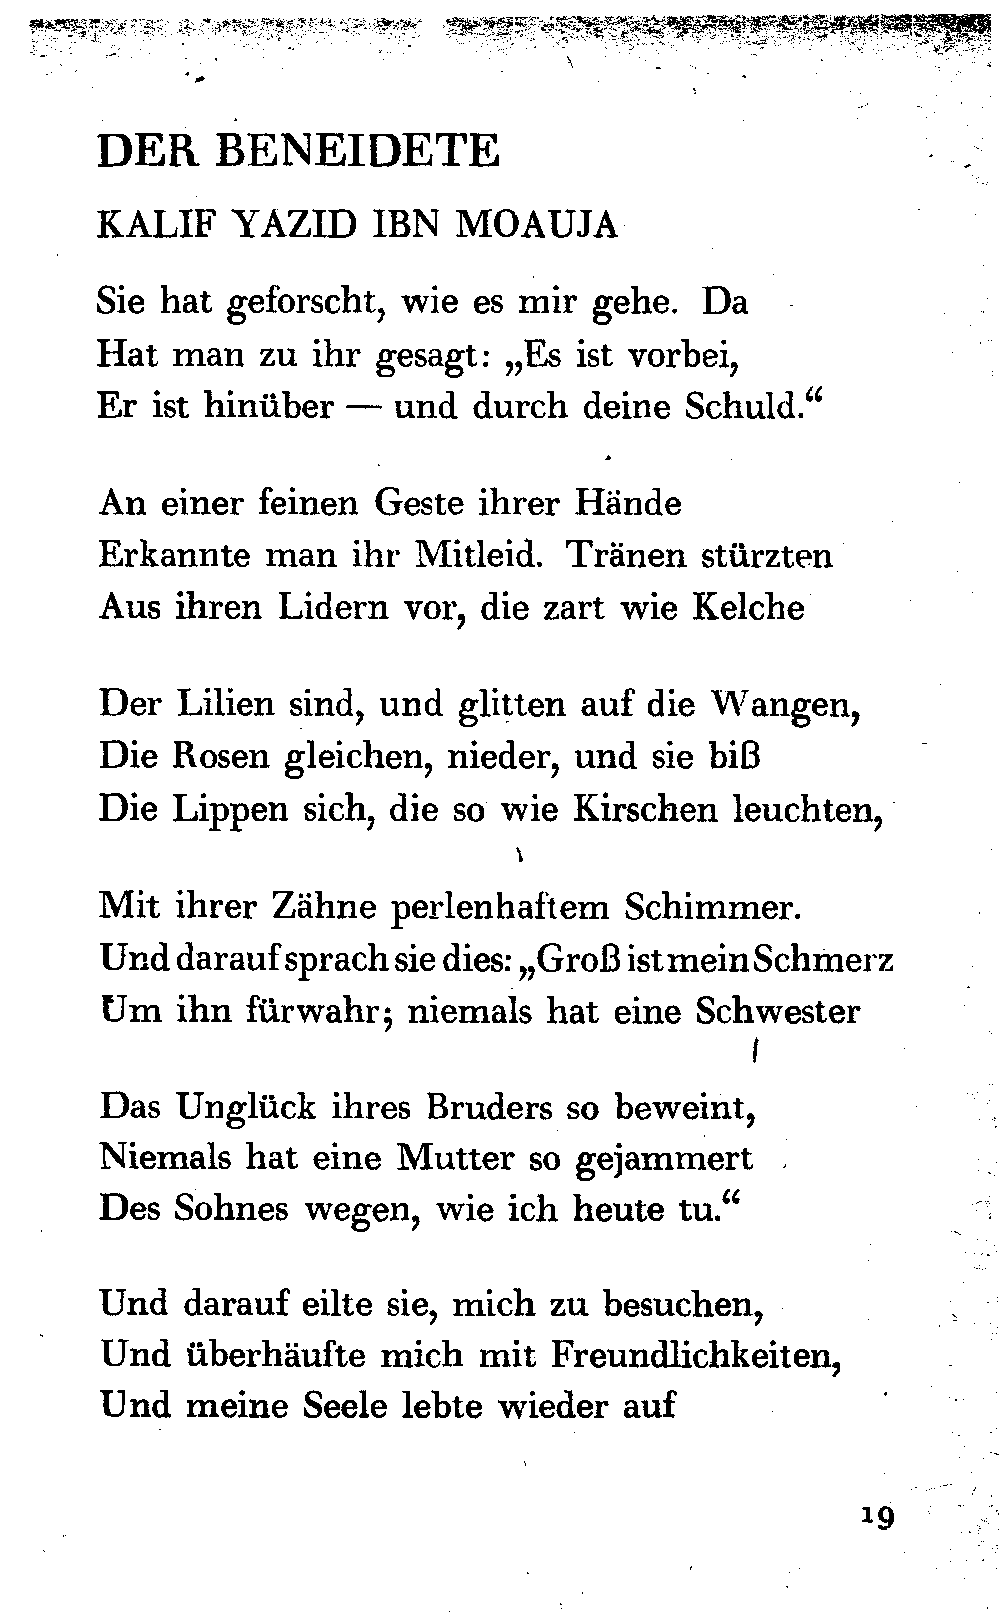 DER BENEIDETE
KALIF YAZID IBN MOAUJA
Sie hat geforscht, wie es mir gehe. Da
Hat man zu ihr gesagt: „Es ist vorbei,
Er ist hinüber — und durch deine Schuld.“
An einer feinen Geste ihrer Hände
Erkannte man ihr Mitleid. Tränen stürzten
Aus ihren Lidern vor, die zart wie Kelche
Der Lilien sind, und glitten auf die Wangen,
Die Rosen gleichen, nieder, und sie biß
Die Lippen sich, die so wie Kirschen leuchten,
Mit ihrer Zähne perlenhaftem Schimmer.
Und darauf sprach sie dies: „Groß ist mein Schmerz
Um ihn fürwahr; niemals hat eine Schwester
Das Unglück ihres Bruders so beweint,
Niemals hat eine Mutter so gejammert
Des Sohnes wegen, wie ich heute tu.“
Und darauf eilte sie, mich zu besuchen,
Und überhäufte mich mit Freundlichkeiten,
Und meine Seele lebte wieder auf
19